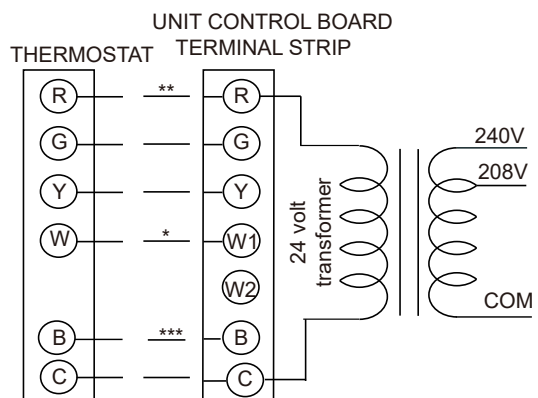 UNIT CONTROL BOARD
TERMINAL STRIP
THERMOSTAT
R ** R
G G
Y Y
W * W1
W2
B *** B
C C
24 volt
transformer
240V
208V
COM